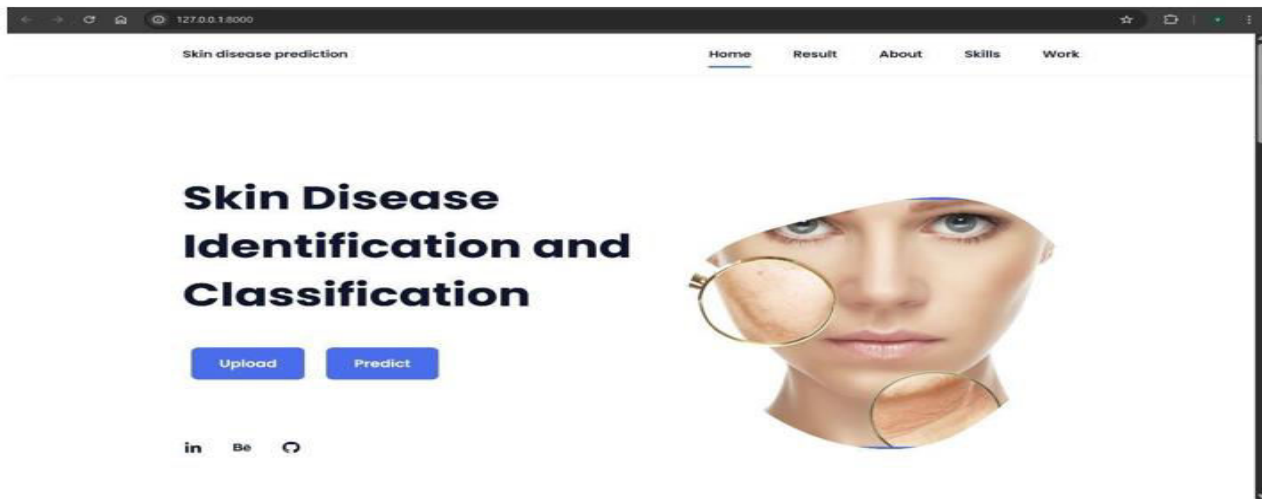 127.0.0.1:8000
Skin disease prediction
Home Result About Skills Work
Skin Disease
Identification and
Classification
Upload Predict
in Bē